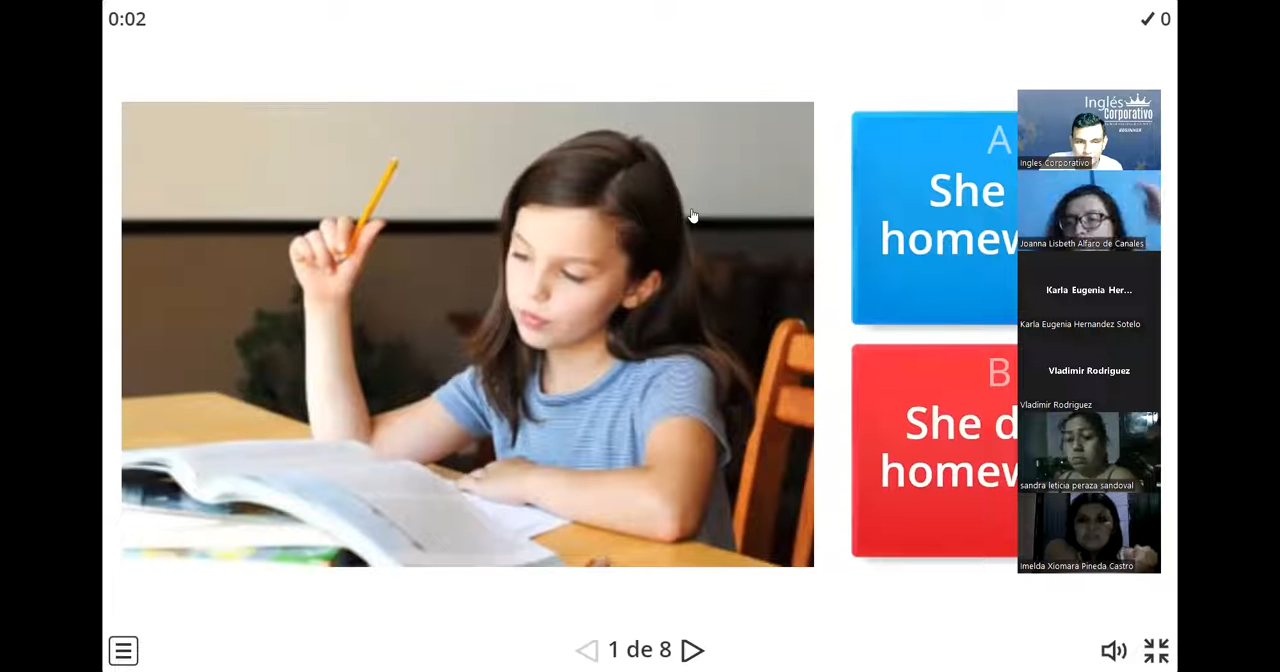 0:02
✓ 0
A
She
homew
B
She d
homew
Inglés
Corporativo
BEGINNER
Ingles Corporativo
Joanna Lisbeth Alfaro de Canales
Karla Eugenia Her...
Karla Eugenia Hernandez Sotelo
Vladimir Rodriguez
Vladimir Rodriguez
sandra leticia peraza sandoval
Imelda Xiomara Pineda Castro
1 de 8